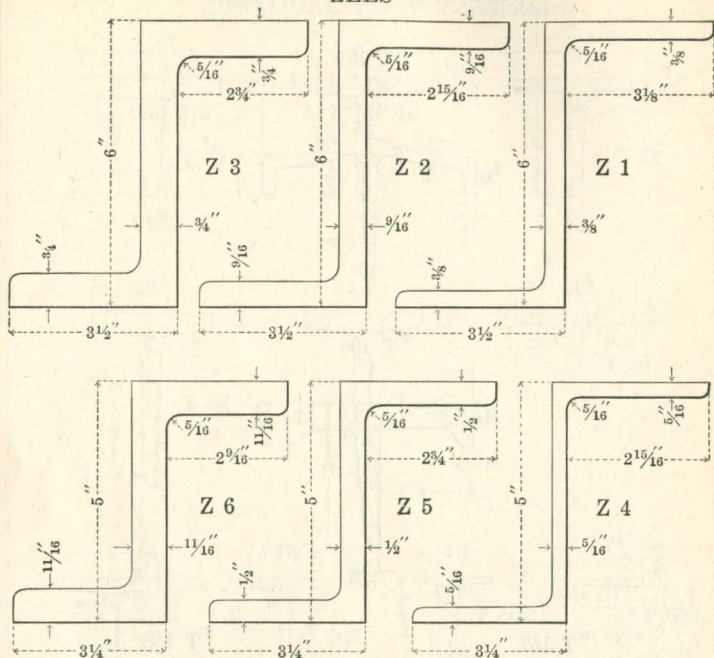 ZEES
5/16" 3/4" 5/16" 9/16" 5/16" 3/8"
2 3/4" 2 15/16" 3 1/8"
6" Z 3 6" Z 2 6" Z 1
3/4" 9/16" 3/8"
3/4" 9/16" 3/8"
3 1/2" 3 1/2" 3 1/2"
5/16" 11/16" 5/16" 1/2" 5/16" 5/16"
2 9/16" 2 3/4" 2 15/16"
5" Z 6 5" Z 5 5" Z 4
11/16" 1/2" 5/16"
11/16" 1/2" 5/16"
3 1/4" 3 1/4" 3 1/4"